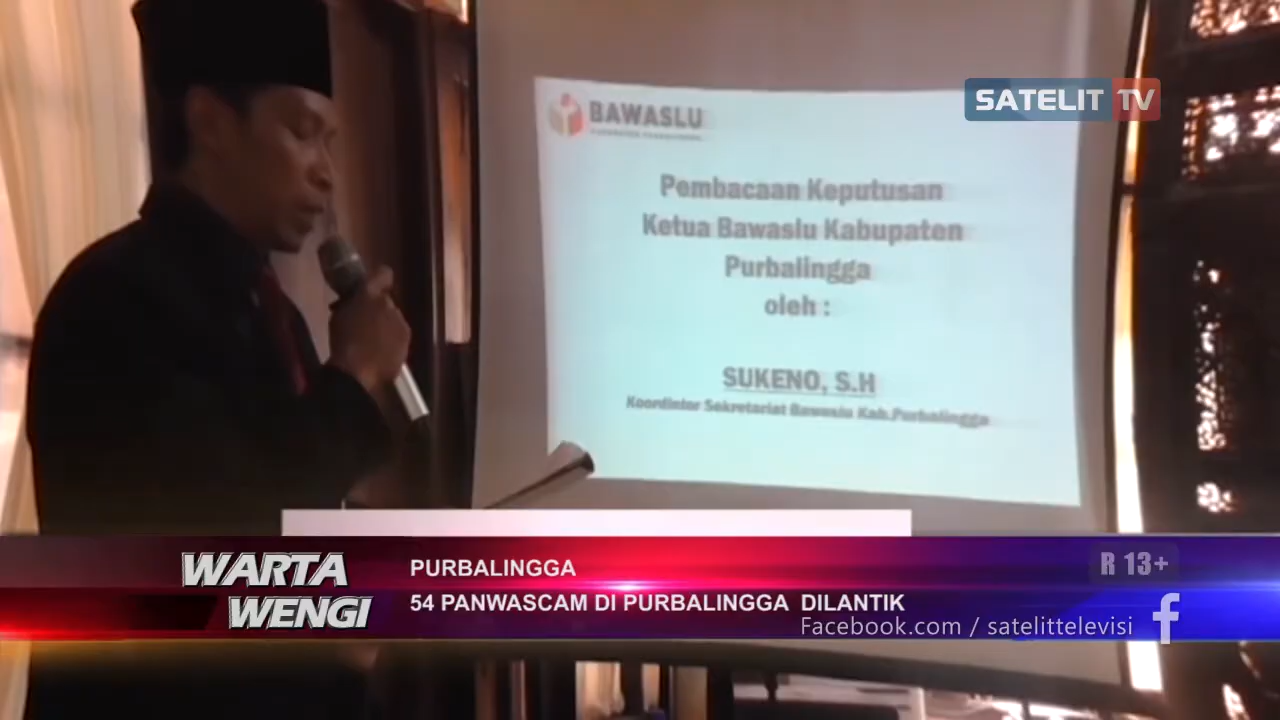 SATELIT TV
BAWASLU
Pembacaan Keputusan
Ketua Bawaslu Kabupaten
Purbalingga
oleh :
SUKENO, S.H
Koordintor Sekretariat Bawaslu Kab.Purbalingga
WARTA
WENGI
PURBALINGGA
54 PANWASCAM DI PURBALINGGA DILANTIK
R 13+
Facebook.com / satelittelevisi
f